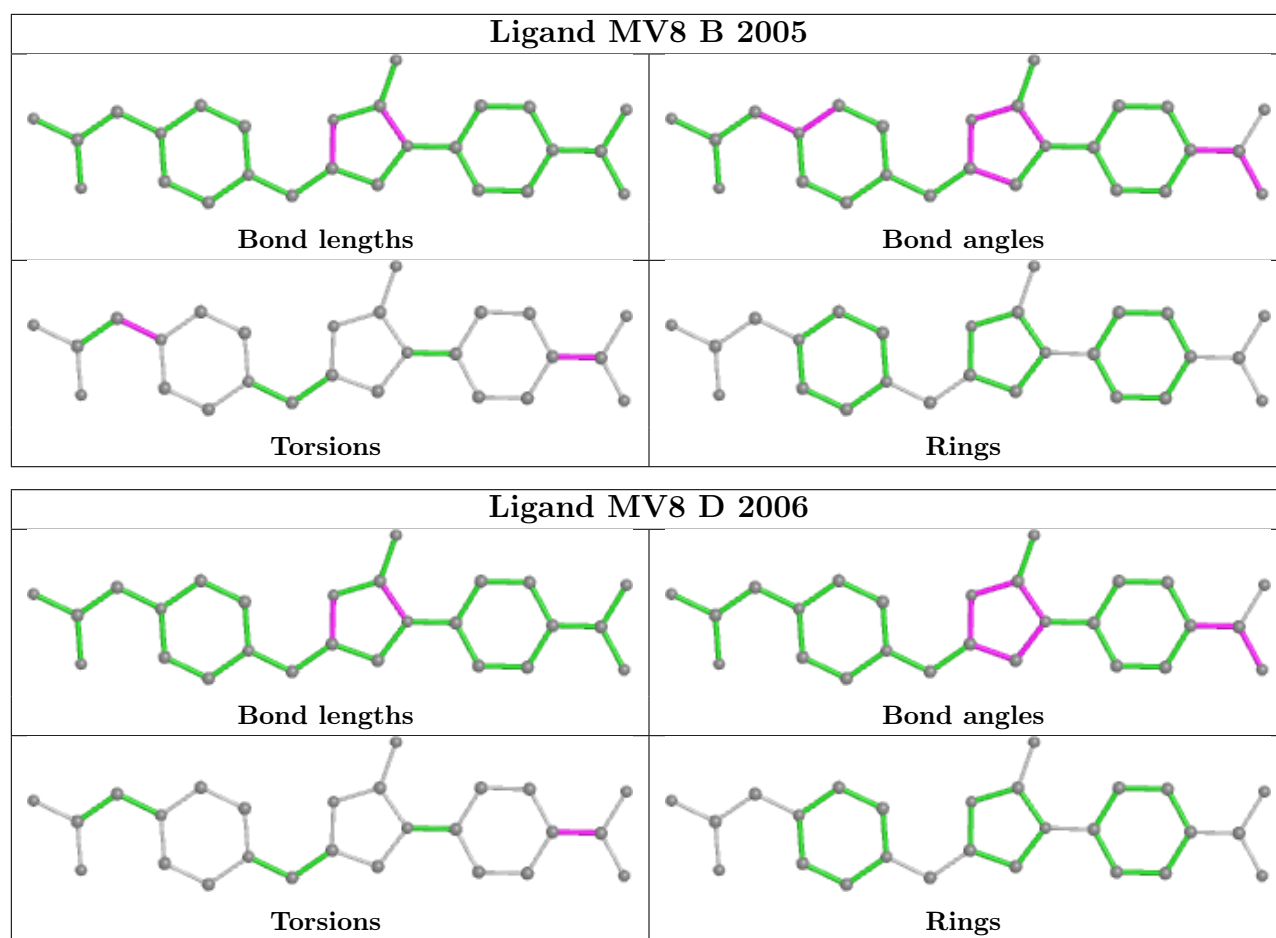 Ligand MV8 B 2005
Bond lengths
Bond angles
Torsions
Rings
Ligand MV8 D 2006
Bond lengths
Bond angles
Torsions
Rings